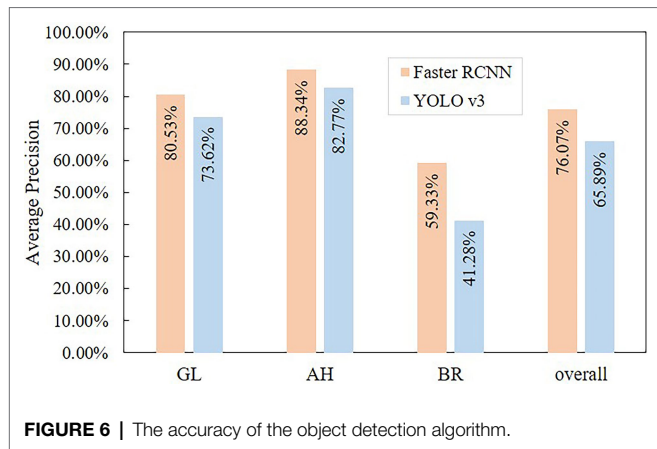 100.00%
90.00%
80.00%
70.00%
60.00%
50.00%
40.00%
30.00%
20.00%
10.00%
0.00%
Average Precision
Faster RCNN
YOLO v3
80.53%
73.62%
88.34%
82.77%
59.33%
41.28%
76.07%
65.89%
GL
AH
BR
overall
FIGURE 6 | The accuracy of the object detection algorithm.